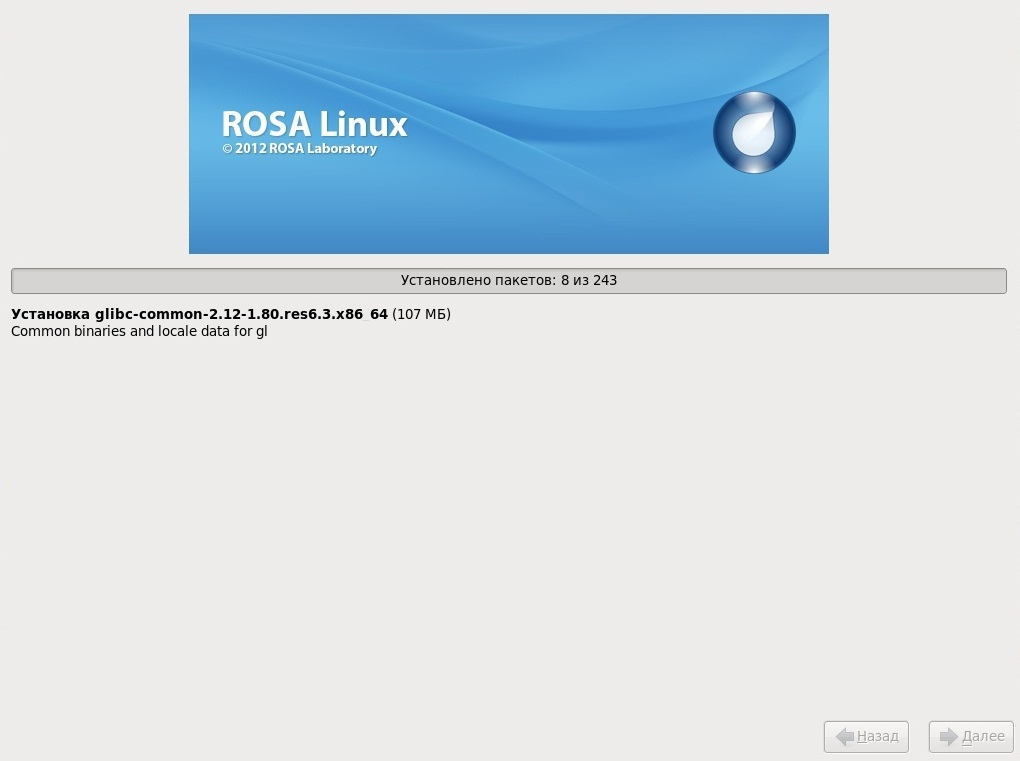 ROSA Linux
© 2012 ROSA Laboratory
Установлено пакетов: 8 из 243
Установка glibc-common-2.12-1.80.res6.3.x86_64 (107 МБ)
Common binaries and locale data for gl
Назад
Далее